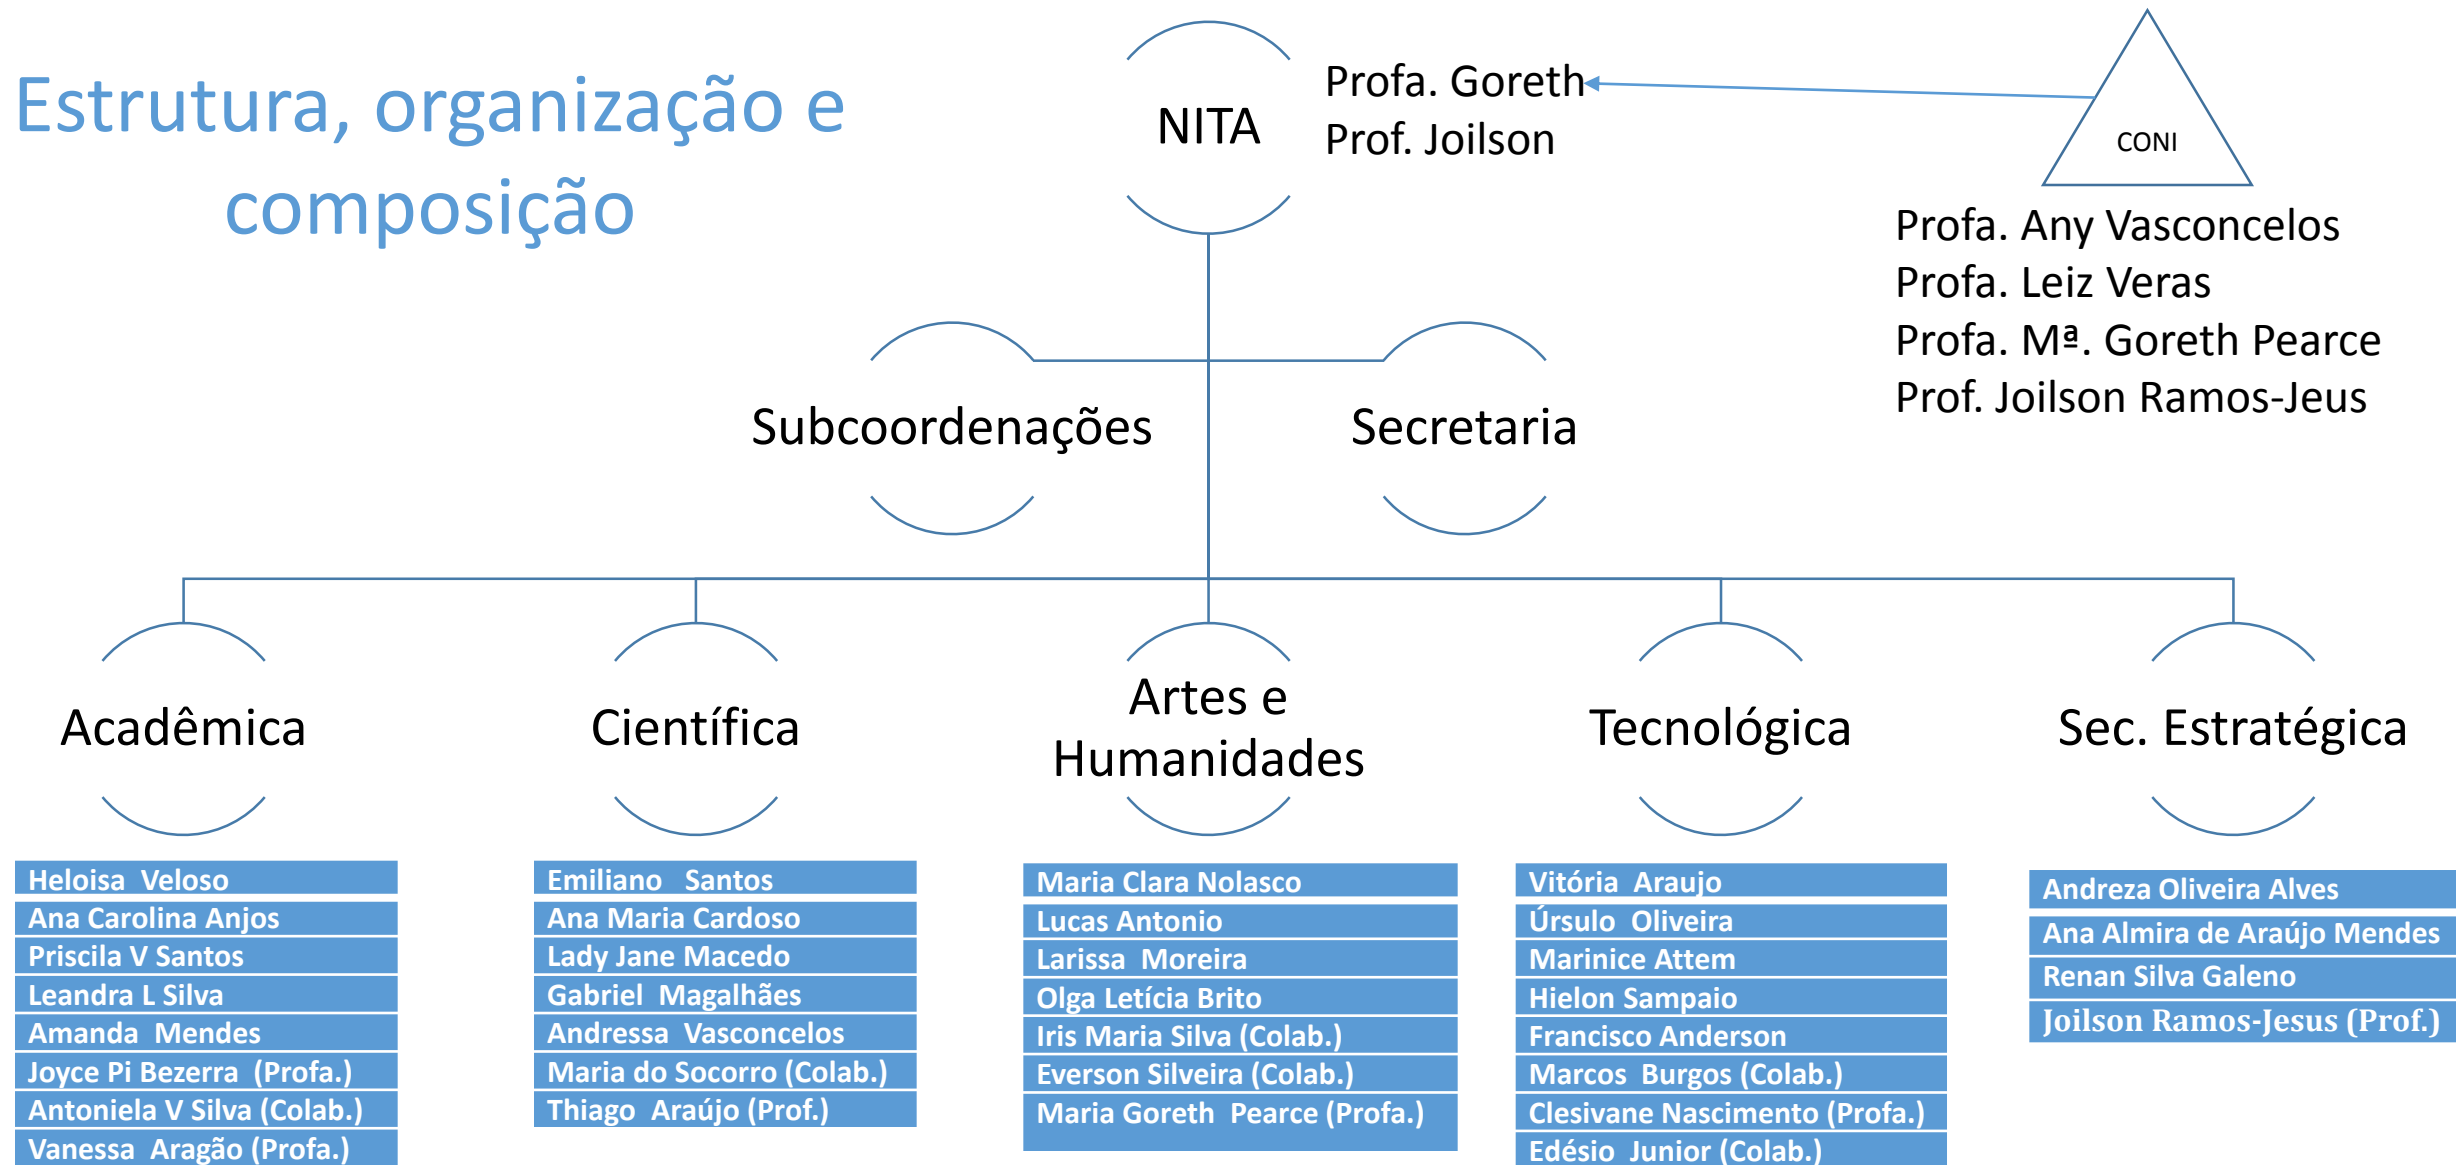 Estrutura, organização e
composição
NITA
Profa. Goreth
Prof. Joilson
CONI
Profa. Any Vasconcelos
Profa. Leiz Veras
Profa. Mª. Goreth Pearce
Prof. Joilson Ramos-Jeus
Subcoordenações
Secretaria
Acadêmica
Científica
Artes e
Humanidades
Tecnológica
Sec. Estratégica
Heloisa Veloso
Ana Carolina Anjos
Priscila V Santos
Leandra L Silva
Amanda Mendes
Joyce Pi Bezerra (Profa.)
Antoniela V Silva (Colab.)
Vanessa Aragão (Profa.)
Emiliano Santos
Ana Maria Cardoso
Lady Jane Macedo
Gabriel Magalhães
Andressa Vasconcelos
Maria do Socorro (Colab.)
Thiago Araújo (Prof.)
Maria Clara Nolasco
Lucas Antonio
Larissa Moreira
Olga Letícia Brito
Iris Maria Silva (Colab.)
Everson Silveira (Colab.)
Maria Goreth Pearce (Profa.)
Vitória Araujo
Úrsulo Oliveira
Marinice Attem
Hielon Sampaio
Francisco Anderson
Marcos Burgos (Colab.)
Clesivane Nascimento (Profa.)
Edésio Junior (Colab.)
Andreza Oliveira Alves
Ana Almira de Araújo Mendes
Renan Silva Galeno
Joilson Ramos-Jesus (Prof.)